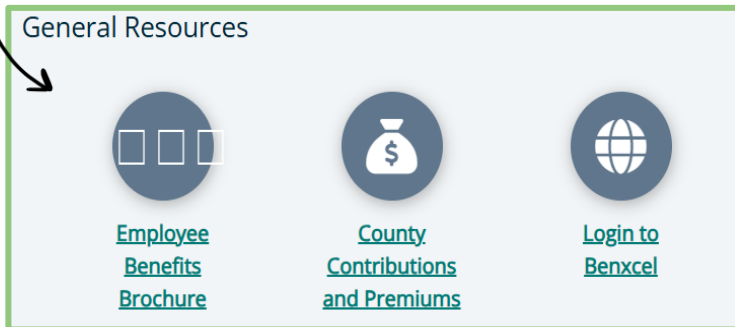 General Resources
$
Employee
Benefits
Brochure
County
Contributions
and Premiums
Login to
Benxcel